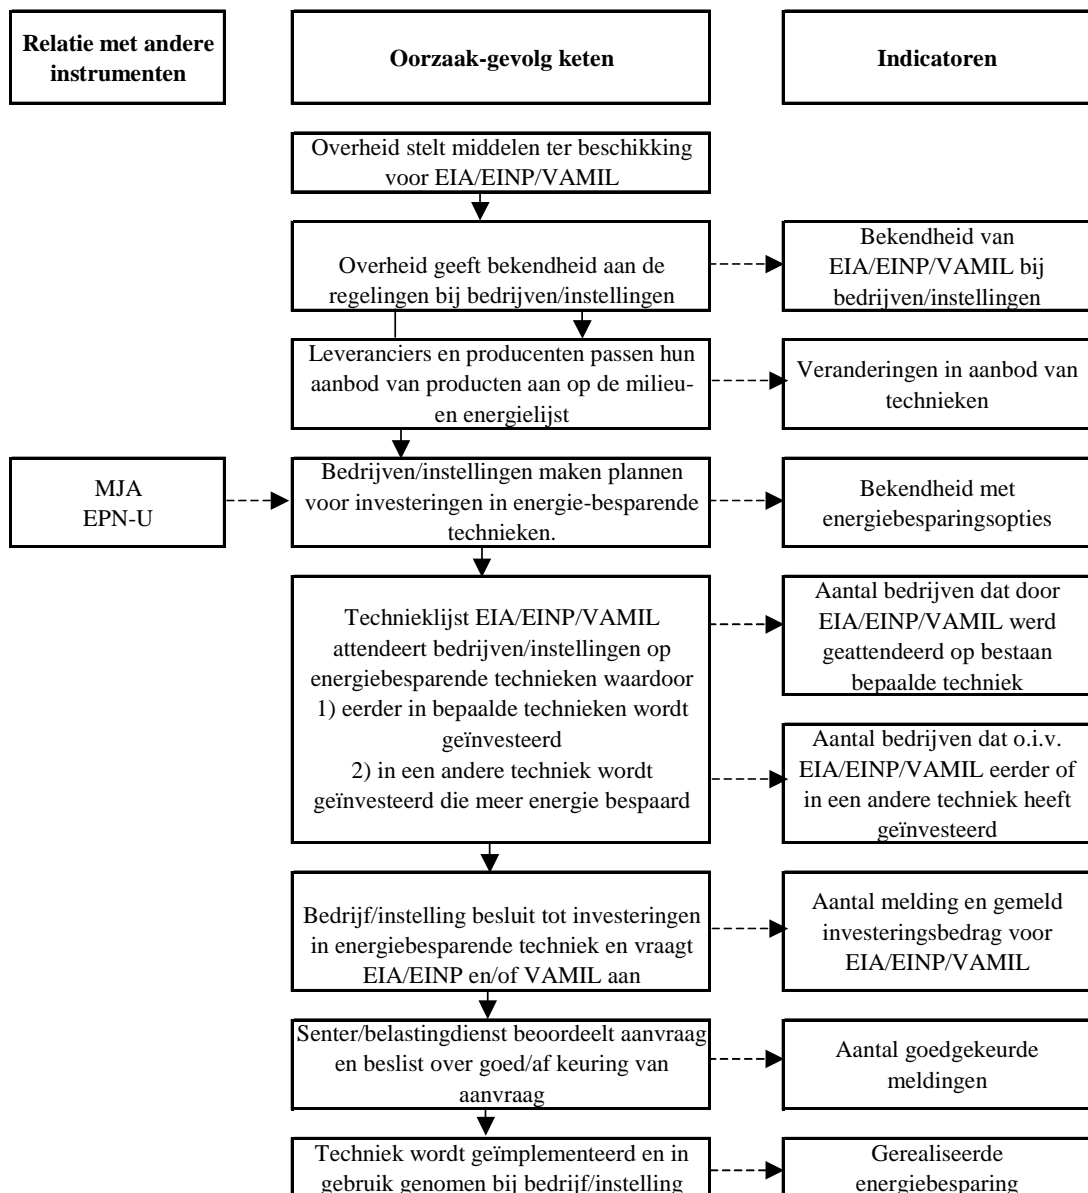 Relatie met andere
instrumenten
Oorzaak-gevolg keten
Indicatoren
Overheid stelt middelen ter beschikking
voor EIA/EINP/VAMIL
Overheid geeft bekendheid aan de
regelingen bij bedrijven/instellingen
Bekendheid van
EIA/EINP/VAMIL bij
bedrijven/instellingen
Leveranciers en producenten passen hun
aanbod van producten aan op de milieu-
en energielijst
Veranderingen in aanbod van
technieken
MJA
EPN-U
Bedrijven/instellingen maken plannen
voor investeringen in energie-besparende
technieken.
Bekendheid met
energiebesparingsopties
Technieklijst EIA/EINP/VAMIL
attendeert bedrijven/instellingen op
energiebesparende technieken waardoor
1) eerder in bepaalde technieken wordt
geïnvesteerd
2) in een andere techniek wordt
geïnvesteerd die meer energie bespaard
Aantal bedrijven dat door
EIA/EINP/VAMIL werd
geattendeerd op bestaan
bepaalde techniek
Aantal bedrijven dat o.i.v.
EIA/EINP/VAMIL eerder of
in een andere techniek heeft
geïnvesteerd
Bedrijf/instelling besluit tot investeringen
in energiebesparende techniek en vraagt
EIA/EINP en/of VAMIL aan
Aantal melding en gemeld
investeringsbedrag voor
EIA/EINP/VAMIL
Senter/belastingdienst beoordeelt aanvraag
en beslist over goed/af keuring van
aanvraag
Aantal goedgekeurde
meldingen
Techniek wordt geïmplementeerd en in
gebruik genomen bij bedrijf/instelling
Gerealiseerde
energiebesparing